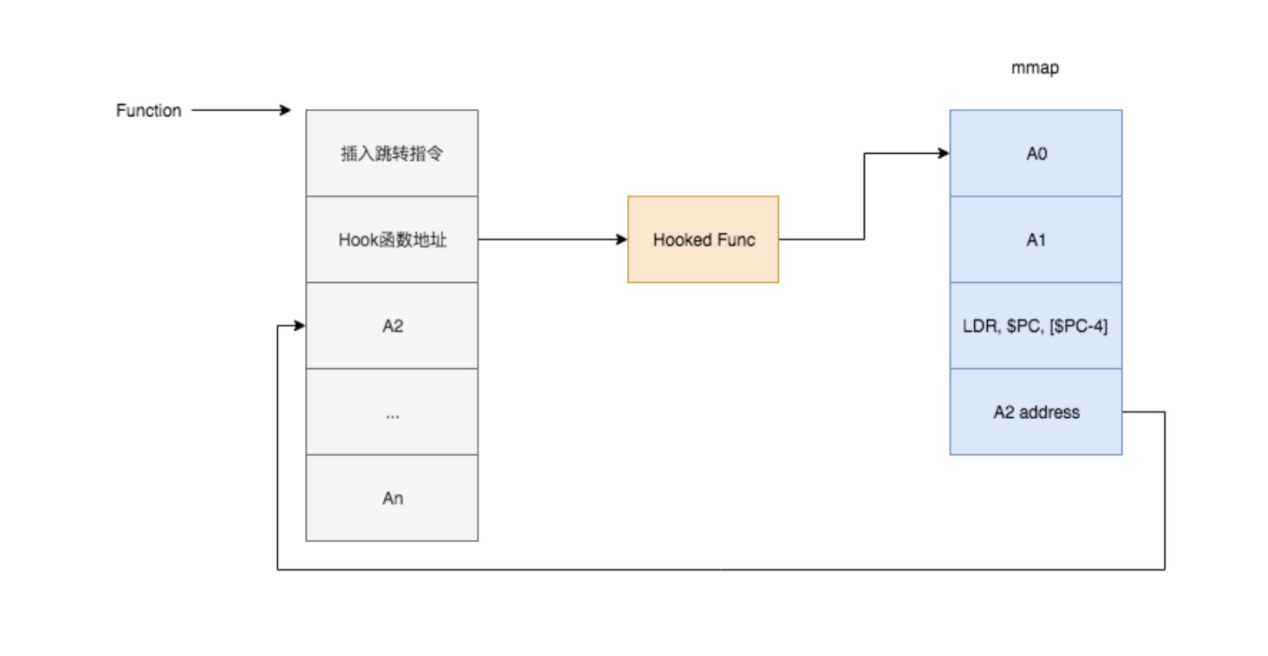 mmap
Function
插入跳转指令
A0
Hook函数地址
Hooked Func
A1
A2
LDR, $PC, [$PC-4]
...
A2 address
An